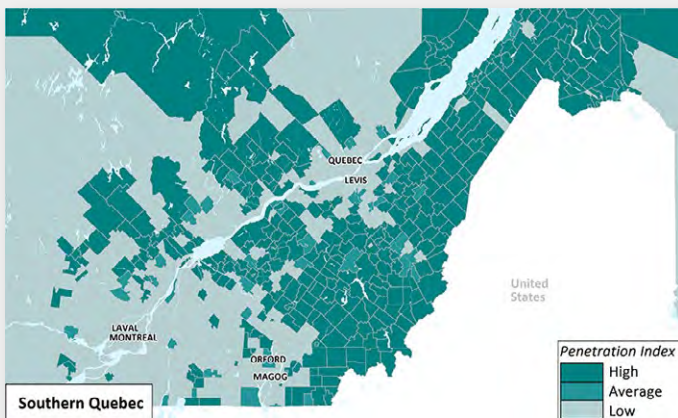 QUEBEC
LEVIS
United
States
LAVAL
MONTREAL
ORFORD
MAGOG
Southern Quebec
Penetration Index
High
Average
Low